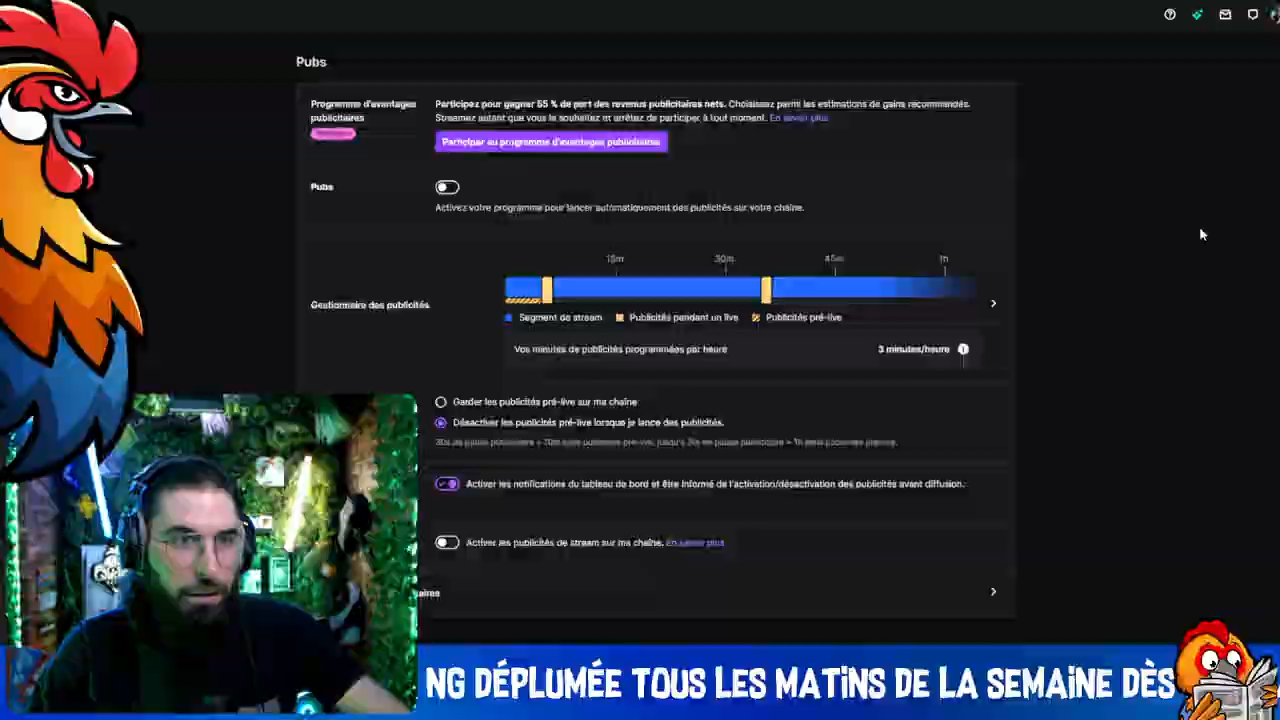 Pubs
Programme d'avantages publicitaires
Participez pour gagner 55 % de part des revenus publicitaires nets. Choisissez parmi les estimations de gains recommandés.
Streamez autant que vous le souhaitez et arrêtez de participer à tout moment. En savoir plus
Participer au programme d'avantages publicitaires
Pubs
Activez votre programme pour lancer automatiquement des publicités sur votre chaîne.
15m 30m 45m 1h
Gestionnaire des publicités
Segment de stream Publicités pendant un live Publicités pré-live
Vos minutes de publicités programmées par heure 3 minutes/heure
Garder les publicités pré-live sur ma chaîne
Désactiver les publicités pré-live lorsque je lance des publicités.
Activer les notifications du tableau de bord et être informé de l'activation/désactivation des publicités avant diffusion.
Activer les publicités de stream sur ma chaîne. En savoir plus
aires
NG DÉPLUMÉE TOUS LES MATINS DE LA SEMAINE DÈS